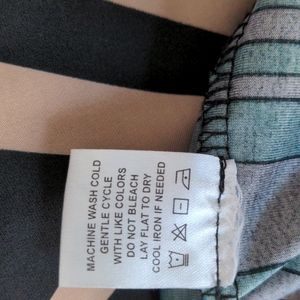 MACHINE WASH COLD
GENTLE CYCLE
WITH LIKE COLORS
DO NOT BLEACH
LAY FLAT TO DRY
COOL IRON IF NEEDED